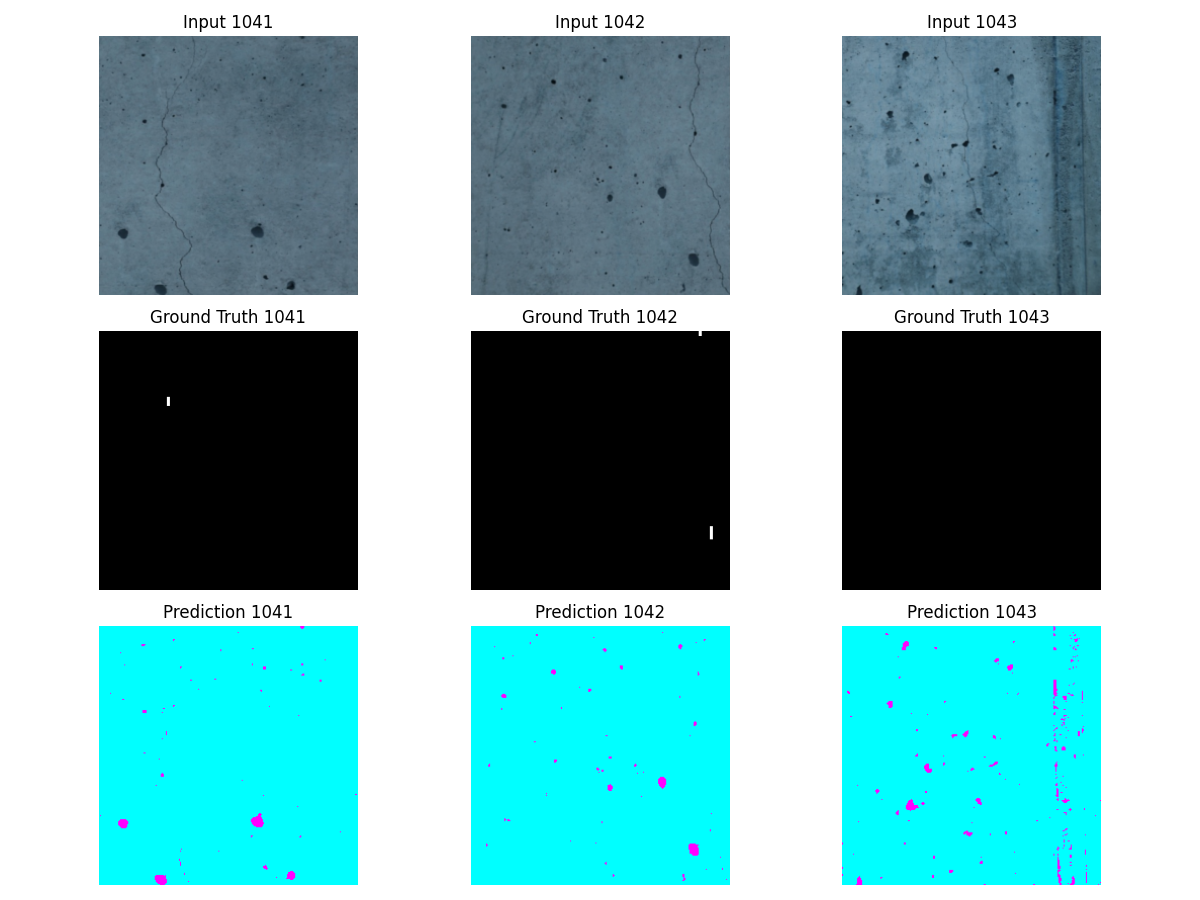 Input 1041
Input 1042
Input 1043
Ground Truth 1041
Ground Truth 1042
Ground Truth 1043
Prediction 1041
Prediction 1042
Prediction 1043